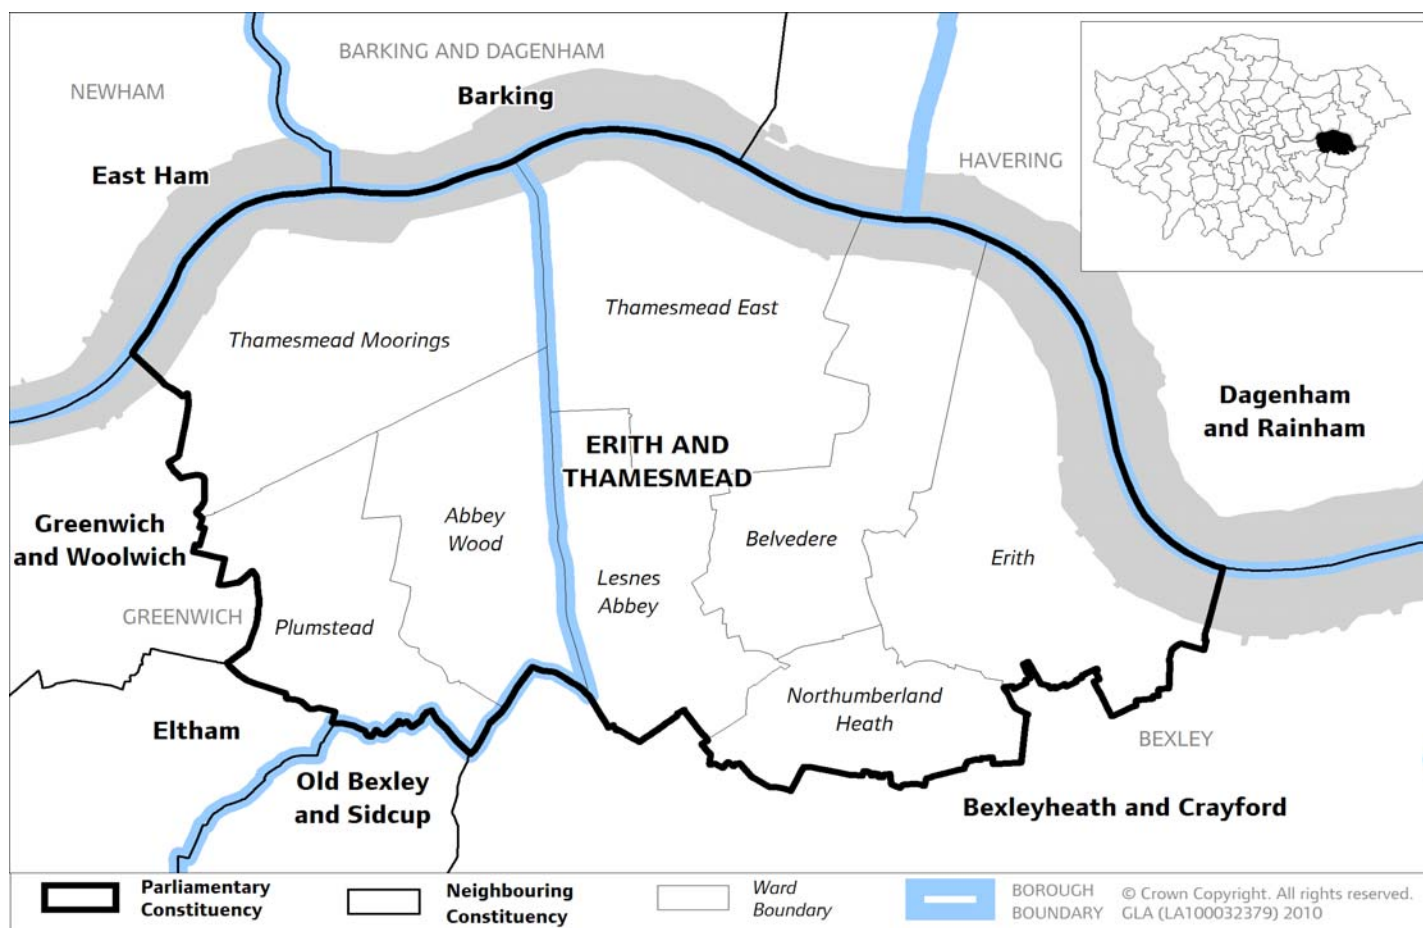 BARKING AND DAGENHAM
NEWHAM
Barking
HAVERING
East Ham
Thamesmead East
Thamesmead Moorings
Dagenham
and Rainham
ERITH AND
THAMESMEAD
Greenwich
and Woolwich
Abbey
Wood
Belvedere
Erith
Lesnes
Abbey
GREENWICH
Plumstead
Northumberland
Heath
Eltham
BEXLEY
Old Bexley
and Sidcup
Bexleyheath and Crayford
Parliamentary
Constituency
Neighbouring
Constituency
Ward
Boundary
BOROUGH
BOUNDARY
© Crown Copyright. All rights reserved.
GLA (LA100032379) 2010